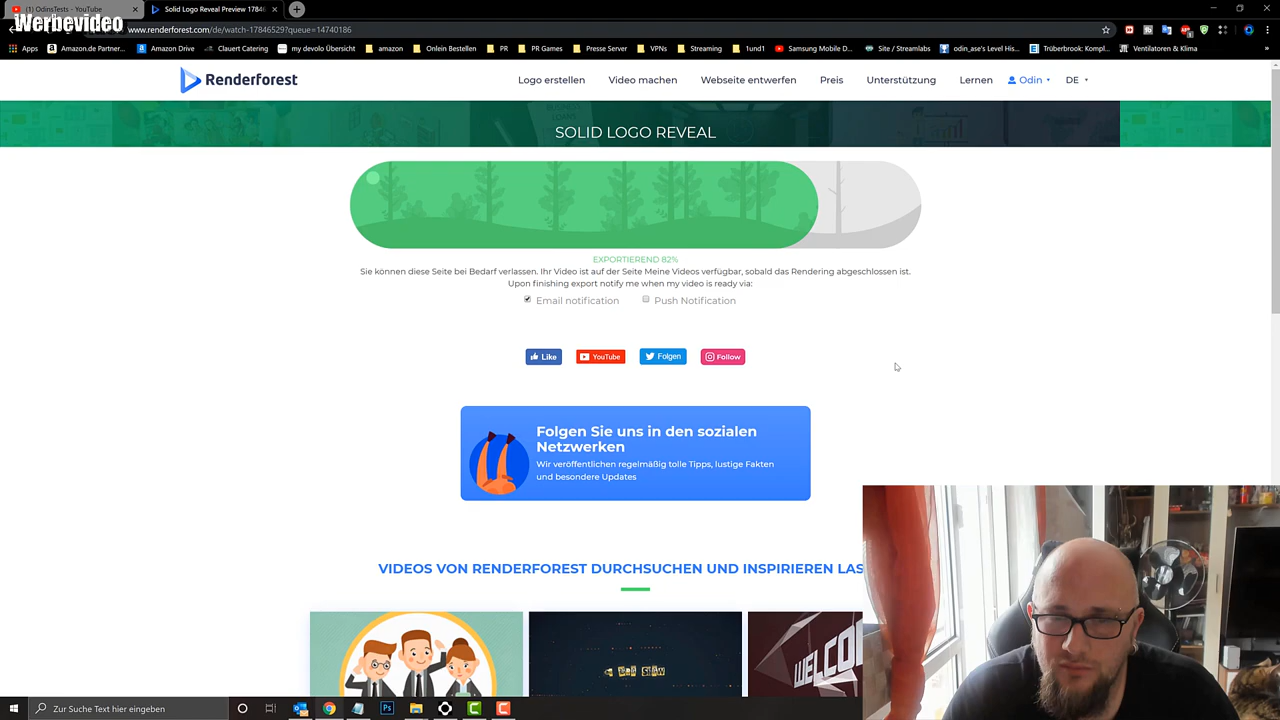 (1) OdinsTests - YouTube
Solid Logo Reveal Preview 17846
Werbevideo
www.renderforest.com/de/watch-17846529?queue=14740186
Apps
Amazon.de Partner...
Amazon Drive
Clauert Catering
my devolo Übersicht
amazon
Onlein Bestellen
PR
PR Games
Presse Server
VPNs
Streaming
1und1
Samsung Mobile D...
Site / Streamlabs
odin_ase's Level His...
Trüberbrook: Kompl...
Ventilatoren & Klima
»
Renderforest
Logo erstellen
Video machen
Webseite entwerfen
Preis
Unterstützung
Lernen
Odin
DE
SOLID LOGO REVEAL
EXPORTIEREND 82%
Sie können diese Seite bei Bedarf verlassen. Ihr Video ist auf der Seite Meine Videos verfügbar, sobald das Rendering abgeschlossen ist.
Upon finishing export notify me when my video is ready via:
Email notification
Push Notification
Like
YouTube
Folgen
Follow
Folgen Sie uns in den sozialen
Netzwerken
Wir veröffentlichen regelmäßig tolle Tipps, lustige Fakten
und besondere Updates
VIDEOS VON RENDERFOREST DURCHSUCHEN UND INSPIRIEREN LAS
WELCO
Zur Suche Text hier eingeben